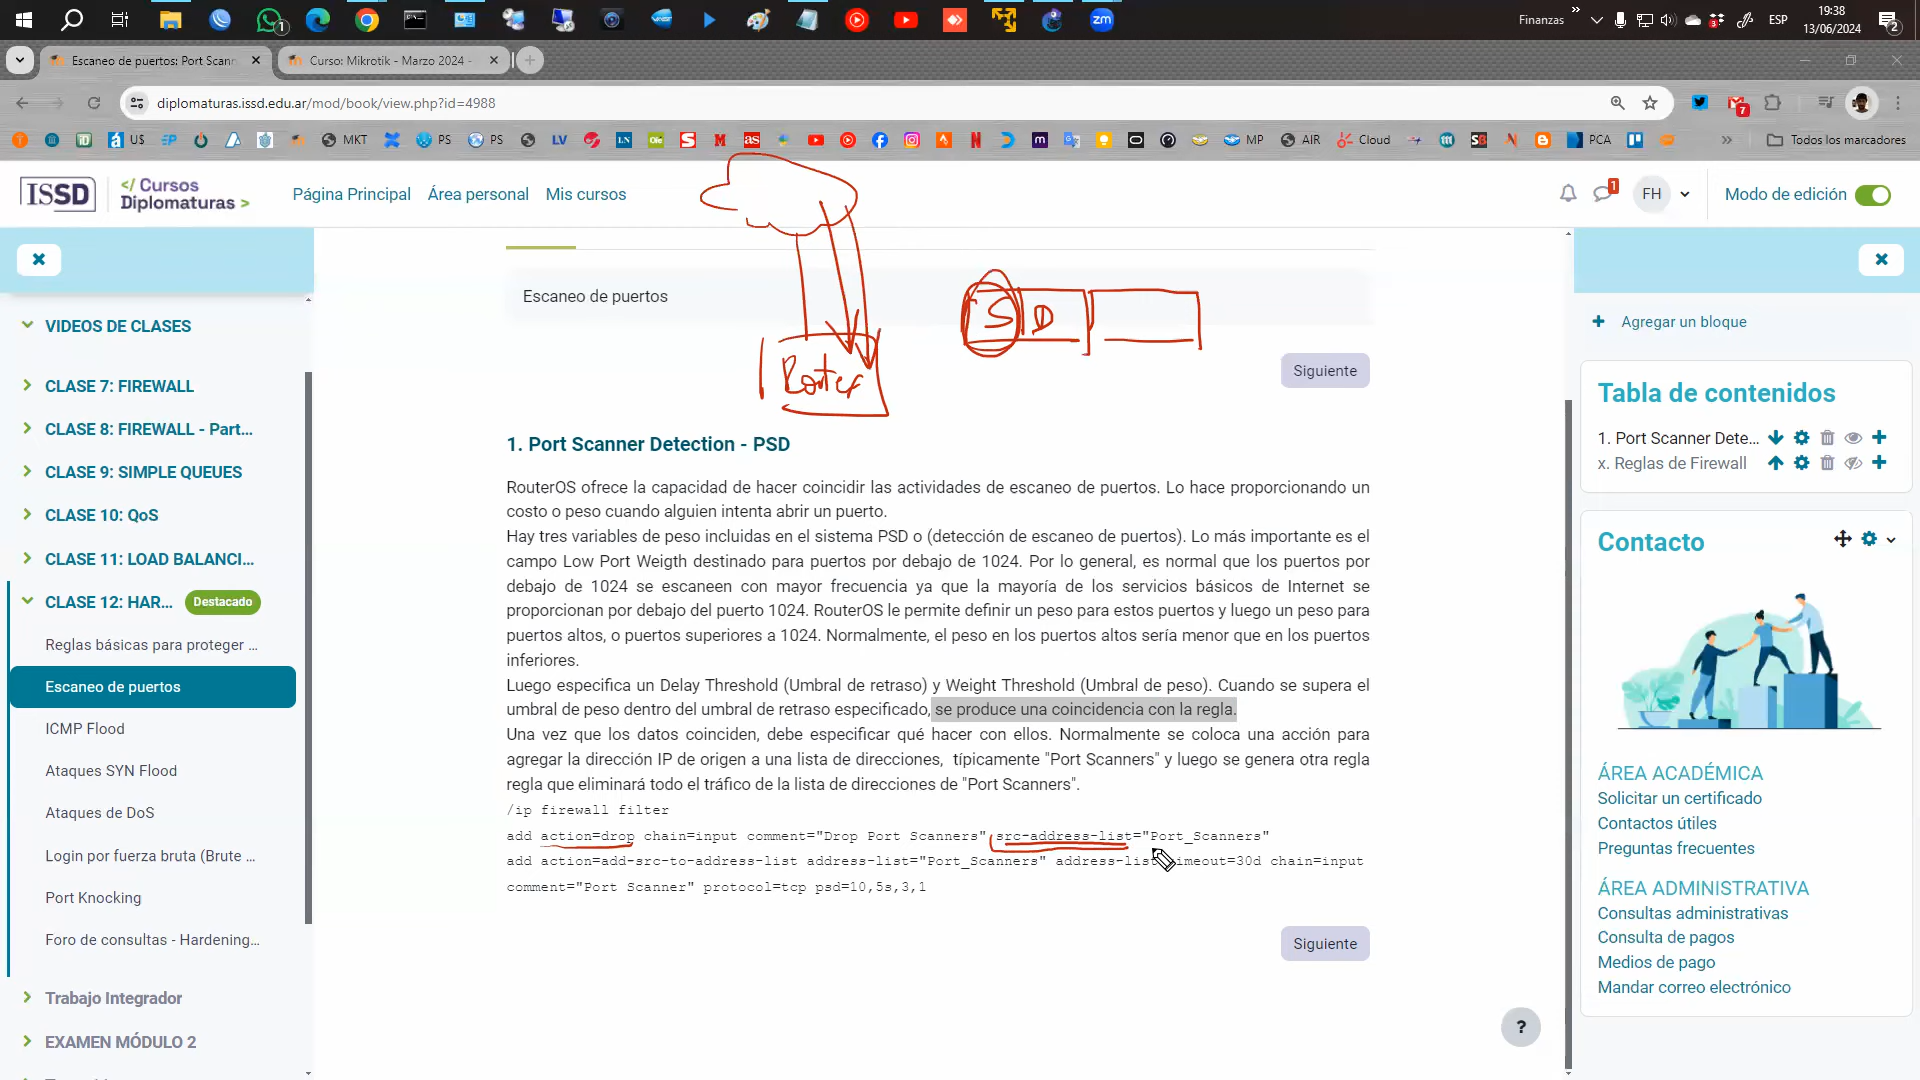 Finanzas
»
ESP
19:38
13/06/2024
2
1
3
zm
Escaneo de puertos: Port Scann
Curso: Mikrotik - Marzo 2024 -
diplomaturas.issd.edu.ar/mod/book/view.php?id=4988
7
U$
MKT
PS
PS
LV
LN
Ole
as
MP
AIR
Cloud
PCA
»
Todos los marcadores
ISSD
</ Cursos
Diplomaturas >
Página Principal
Área personal
Mis cursos
1
FH
Modo de edición
VIDEOS DE CLASES
CLASE 7: FIREWALL
CLASE 8: FIREWALL - Part...
CLASE 9: SIMPLE QUEUES
CLASE 10: QoS
CLASE 11: LOAD BALANCI...
CLASE 12: HAR...
Destacado
Reglas básicas para proteger ...
Escaneo de puertos
ICMP Flood
Ataques SYN Flood
Ataques de DoS
Login por fuerza bruta (Brute ...
Port Knocking
Foro de consultas - Hardening...
Trabajo Integrador
EXAMEN MÓDULO 2
Escaneo de puertos
S D
Router
Siguiente
1. Port Scanner Detection - PSD
RouterOS ofrece la capacidad de hacer coincidir las actividades de escaneo de puertos. Lo hace proporcionando un
costo o peso cuando alguien intenta abrir un puerto.
Hay tres variables de peso incluidas en el sistema PSD o (detección de escaneo de puertos). Lo más importante es el
campo Low Port Weigth destinado para puertos por debajo de 1024. Por lo general, es normal que los puertos por
debajo de 1024 se escaneen con mayor frecuencia ya que la mayoría de los servicios básicos de Internet se
proporcionan por debajo del puerto 1024. RouterOS le permite definir un peso para estos puertos y luego un peso para
puertos altos, o puertos superiores a 1024. Normalmente, el peso en los puertos altos sería menor que en los puertos
inferiores.
Luego especifica un Delay Threshold (Umbral de retraso) y Weight Threshold (Umbral de peso). Cuando se supera el
umbral de peso dentro del umbral de retraso especificado, se produce una coincidencia con la regla.
Una vez que los datos coinciden, debe especificar qué hacer con ellos. Normalmente se coloca una acción para
agregar la dirección IP de origen a una lista de direcciones, típicamente "Port Scanners" y luego se genera otra regla
regla que eliminará todo el tráfico de la lista de direcciones de "Port Scanners".
/ip firewall filter
add action=drop chain=input comment="Drop Port Scanners" src-address-list="Port_Scanners"
add action=add-src-to-address-list address-list="Port_Scanners" address-list-timeout=30d chain=input
comment="Port Scanner" protocol=tcp psd=10,5s,3,1
Siguiente
Agregar un bloque
Tabla de contenidos
1. Port Scanner Dete...
x. Reglas de Firewall
Contacto
ÁREA ACADÉMICA
Solicitar un certificado
Contactos útiles
Preguntas frecuentes
ÁREA ADMINISTRATIVA
Consultas administrativas
Consulta de pagos
Medios de pago
Mandar correo electrónico
?